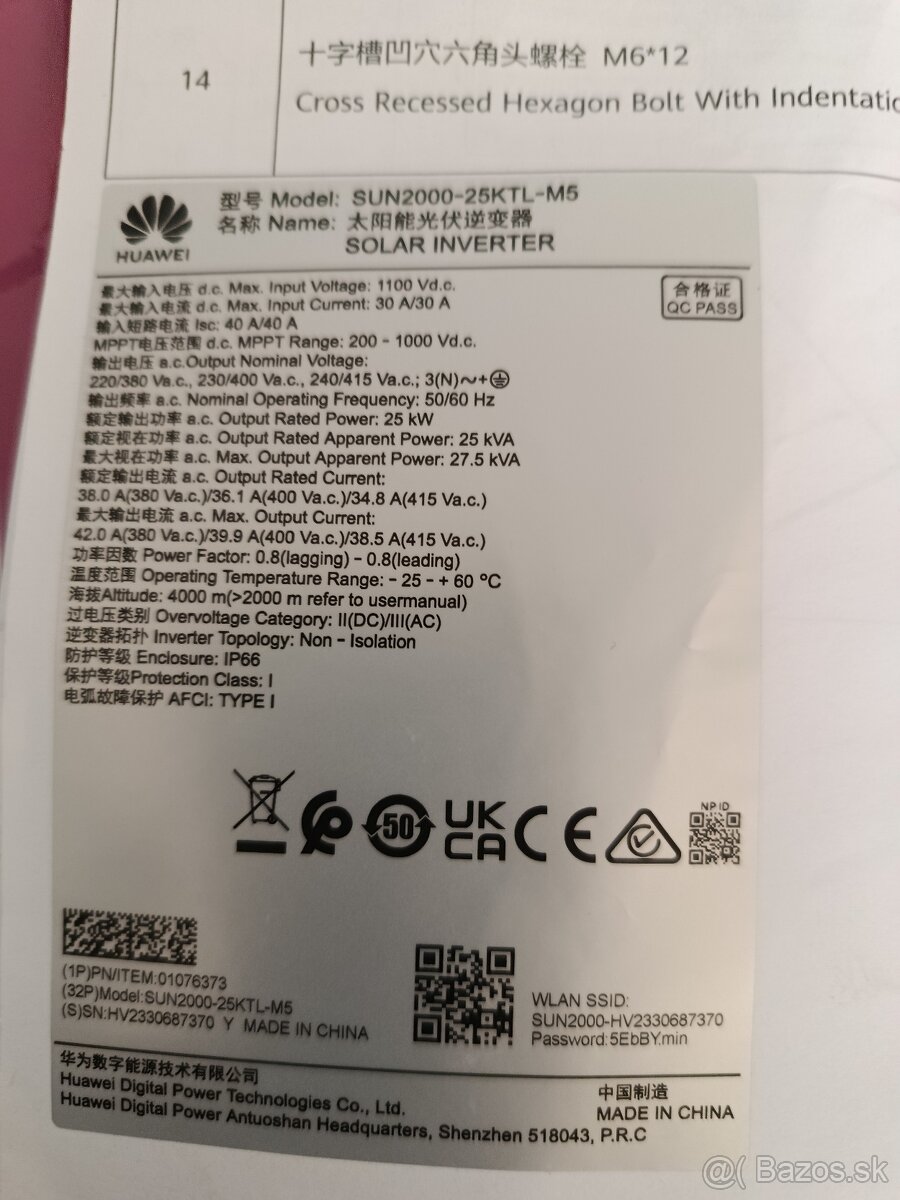 14
十字槽凹穴六角头螺栓 M6*12
Cross Recessed Hexagon Bolt With Indentatic
HUAWEI
型号 Model: SUN2000-25KTL-M5
名称 Name: 太阳能光伏逆变器
SOLAR INVERTER
合格证
QC PASS
最大输入电压 d.c. Max. Input Voltage: 1100 Vd.c.
最大输入电流 d.c. Max. Input Current: 30 A/30 A
输入短路电流 Isc: 40 A/40 A
MPPT电压范围 d.c. MPPT Range: 200 - 1000 Vd.c.
输出电压 a.c.Output Nominal Voltage:
220/380 Va.c., 230/400 Va.c., 240/415 Va.c.; 3(N)～+⏚
输出频率 a.c. Nominal Operating Frequency: 50/60 Hz
额定输出功率 a.c. Output Rated Power: 25 kW
额定视在功率 a.c. Output Rated Apparent Power: 25 kVA
最大视在功率 a.c. Max. Output Apparent Power: 27.5 kVA
额定输出电流 a.c. Output Rated Current:
38.0 A(380 Va.c.)/36.1 A(400 Va.c.)/34.8 A(415 Va.c.)
最大输出电流 a.c. Max. Output Current:
42.0 A(380 Va.c.)/39.9 A(400 Va.c.)/38.5 A(415 Va.c.)
功率因数 Power Factor: 0.8(lagging) - 0.8(leading)
温度范围 Operating Temperature Range: - 25 - + 60 °C
海拔Altitude: 4000 m(>2000 m refer to usermanual)
过电压类别 Overvoltage Category: II(DC)/III(AC)
逆变器拓扑 Inverter Topology: Non - Isolation
防护等级 Enclosure: IP66
保护等级Protection Class: I
电弧故障保护 AFCI: TYPE I
50
UK
CA
CE
NP ID
(1P)PN/ITEM:01076373
(32P)Model:SUN2000-25KTL-M5
(S)SN:HV2330687370 Y MADE IN CHINA
WLAN SSID:
SUN2000-HV2330687370
Password:5EbBY.min
华为数字能源技术有限公司
Huawei Digital Power Technologies Co., Ltd.
Huawei Digital Power Antuoshan Headquarters, Shenzhen 518043, P.R.C
中国制造
MADE IN CHINA
@( Bazos.sk